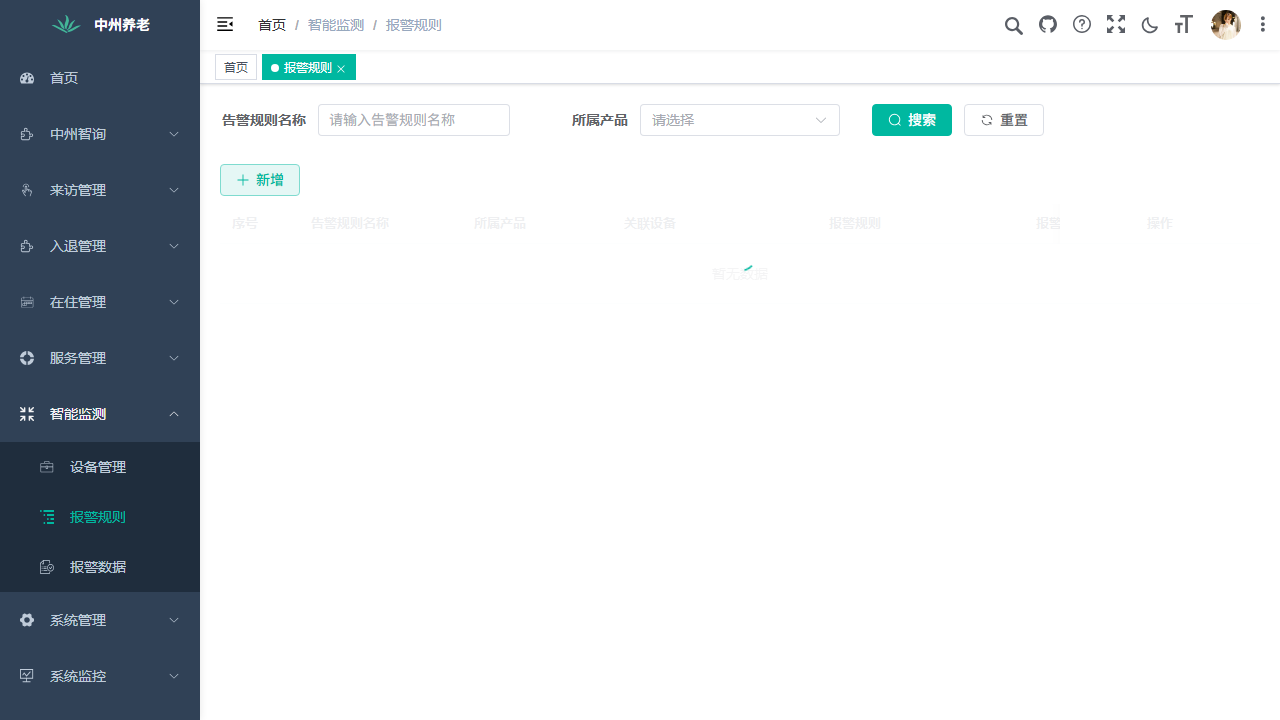 中州养老
首页
中州智询
来访管理
入退管理
在住管理
服务管理
智能监测
设备管理
报警规则
报警数据
系统管理
系统监控
首页 / 智能监测 / 报警规则
首页 报警规则
告警规则名称 请输入告警规则名称 所属产品 请选择 搜索 重置
新增
序号 告警规则名称 所属产品 关联设备 报警规则 报警 操作
暂无数据